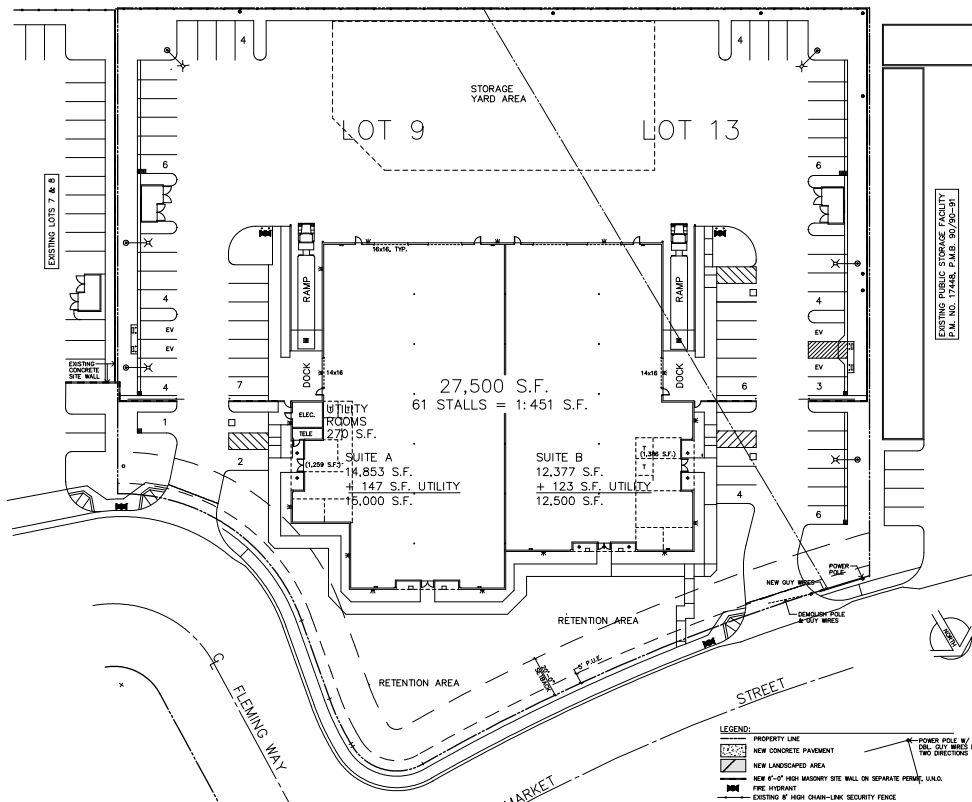 4
4
STORAGE
YARD AREA
LOT 9
LOT 13
6
6
EXISTING LOTS 7 & 8
EXISTING PUBLIC STORAGE FACILITY
P.M. NO. 17448, P.M.B. 90/90-91
16x16, TYP.
RAMP
RAMP
4
4
EV
EV
EV
EV
EXISTING
CONCRETE
SITE WALL
DOCK
14x16
14x16
DOCK
4
7
27,500 S.F.
61 STALLS = 1:451 S.F.
6
3
1
ELEC.
TELE
UTILITY
ROOMS
270 S.F.
2
(1,259 S.F.)
SUITE A
14,853 S.F.
+ 147 S.F. UTILITY
15,000 S.F.
SUITE B
12,377 S.F.
+ 123 S.F. UTILITY
12,500 S.F.
(1,386 S.F.)
T
T
4
6
POWER
POLE
NEW GUY WIRES
DEMOLISH POLE
& GUY WIRES
NORTH
RETENTION AREA
RETENTION AREA
20'-0"
SETBACK
5' P.U.E.
CL FLEMING WAY
MARKET STREET
LEGEND:
PROPERTY LINE
NEW CONCRETE PAVEMENT
NEW LANDSCAPED AREA
NEW 6'-0" HIGH MASONRY SITE WALL ON SEPARATE PERMIT, U.N.O.
FIRE HYDRANT
EXISTING 8' HIGH CHAIN-LINK SECURITY FENCE
POWER POLE W/
DBL. GUY WIRES
TWO DIRECTIONS